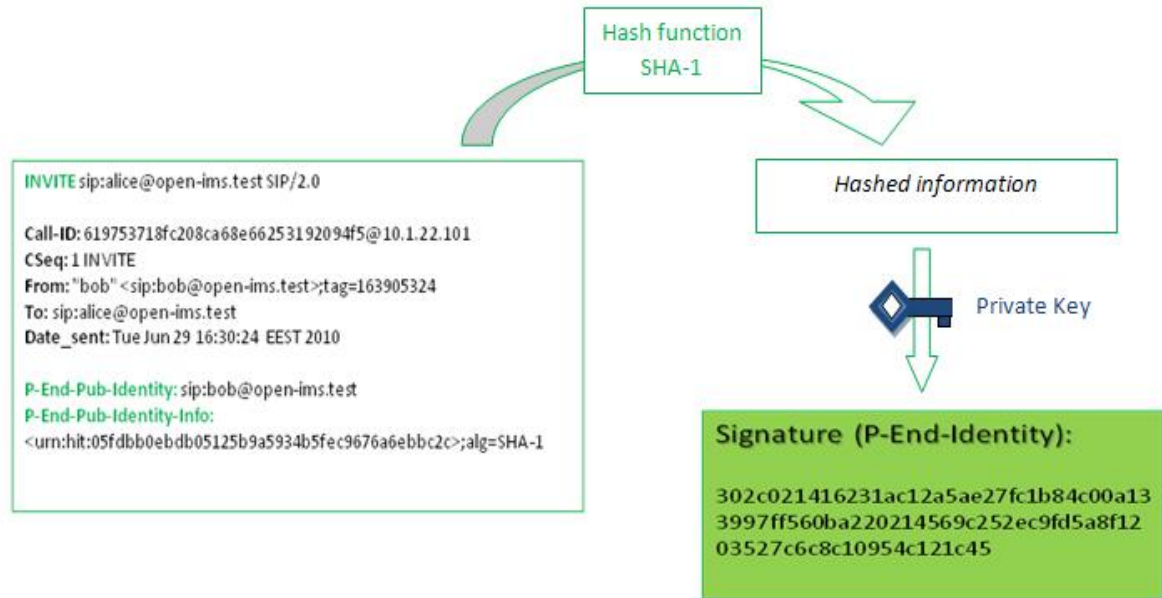 Hash function
SHA-1
INVITE sip:alice@open-ims.test SIP/2.0
Call-ID: 619753718fc208ca68e66253192094f5@10.1.22.101
CSeq: 1 INVITE
From: "bob" <sip:bob@open-ims.test>;tag=163905324
To: sip:alice@open-ims.test
Date_sent: Tue Jun 29 16:30:24 EEST 2010
P-End-Pub-Identity: sip:bob@open-ims.test
P-End-Pub-Identity-Info:
<urn:hit:05fdbb0ebdb05125b9a5934b5fec9676a6ebbc2c>;alg=SHA-1
Hashed information
Private Key
Signature (P-End-Identity):
302c021416231ac12a5ae27fc1b84c00a13
3997ff560ba220214569c252ec9fd5a8f12
03527c6c8c10954c121c45